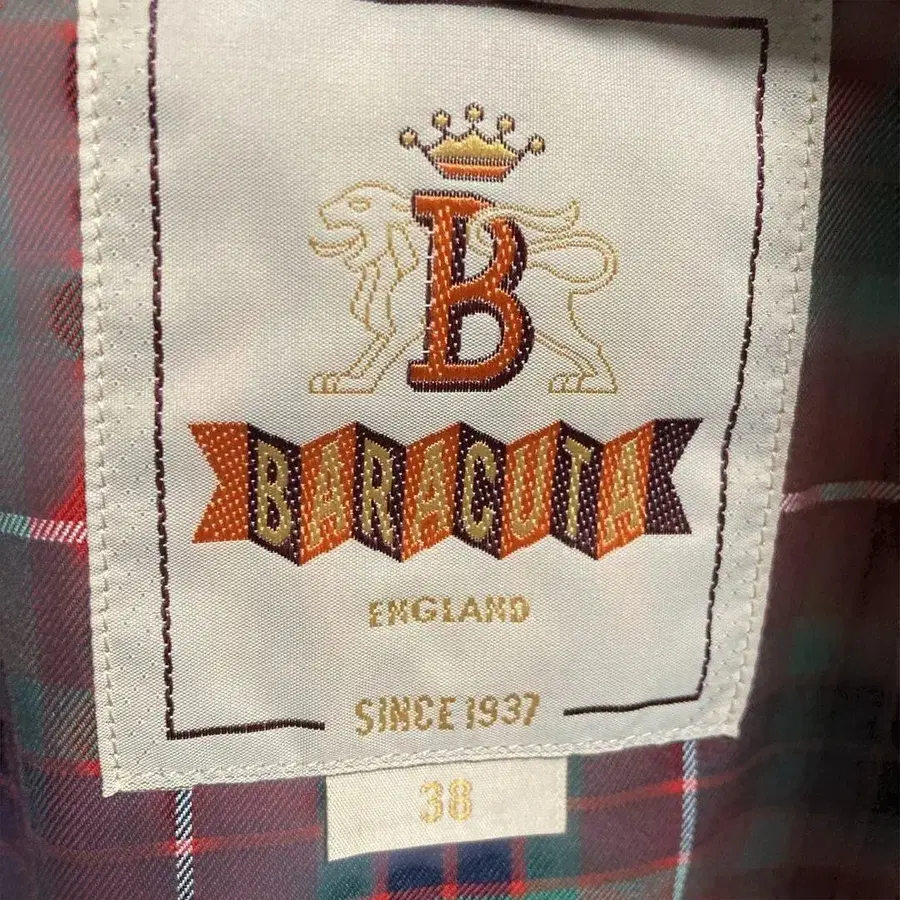 B
BARACUTA
ENGLAND
SINCE 1937
38